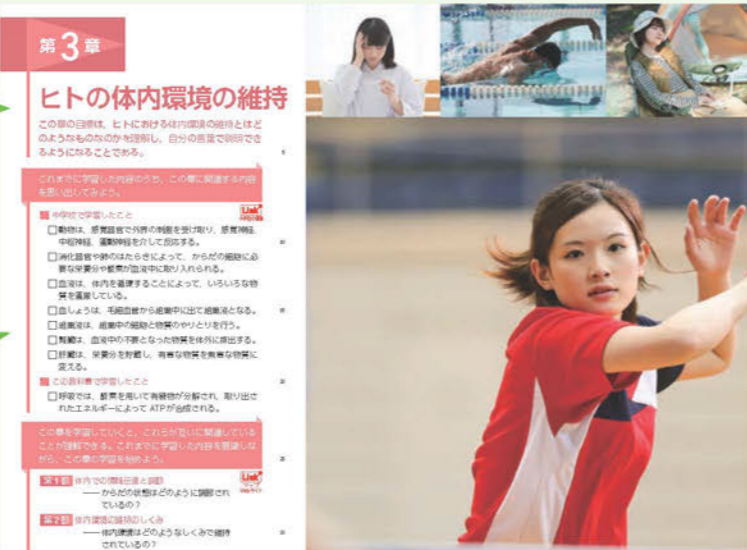 第3章
ヒトの体内環境の維持
この章の目標は、ヒトにおける体内環境の維持とはど
のようなものなのかを理解し、自分の言葉で説明でき
るようになることである。
5
これまでに学習した内容のうち、この章に関連する内容
を思い出してみよう。
中学校で学習したこと
Link
□動物は、感覚器官で外界の刺激を受け取り、感覚神経、
中枢神経、運動神経を介して反応する。
10
□消化器官や肺のはたらきによって、からだの細胞に必
要な栄養分や酸素が血液中に取り入れられる。
□血液は、体内を循環することによって、いろいろな物
質を運搬している。
□血しょうは、毛細血管から組織中に出て組織液となる。
15
□組織液は、組織中の細胞と物質のやりとりを行う。
□腎臓は、血液中の不要となった物質を体外に排出する。
□肝臓は、栄養分を貯蔵し、有害な物質を無害な物質に
変える。
この教科書で学習したこと
20
□呼吸では、酸素を用いて有機物が分解され、取り出さ
れたエネルギーによって ATPが合成される。
この章を学習していくと、これらが互いに関連している
ことが理解できる。これまでに学習した内容を意識しな
がら、この章の学習を始めよう。
25
第1節 体内での情報伝達と調節
Link
――からだの状態はどのように調節され
ているの？
第2節 体内環境の維持のしくみ
――体内環境はどのようなしくみで維持
されているの？
30